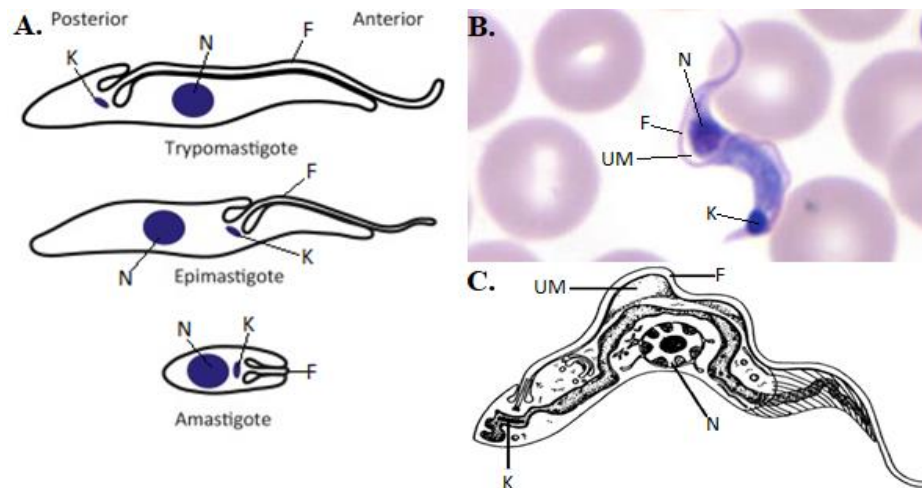 Posterior Anterior
A.
F
N
K
Trypomastigote
F
N
K
Epimastigote
N K
F
Amastigote
B.
N
F
UM
K
C.
F
UM
N
K